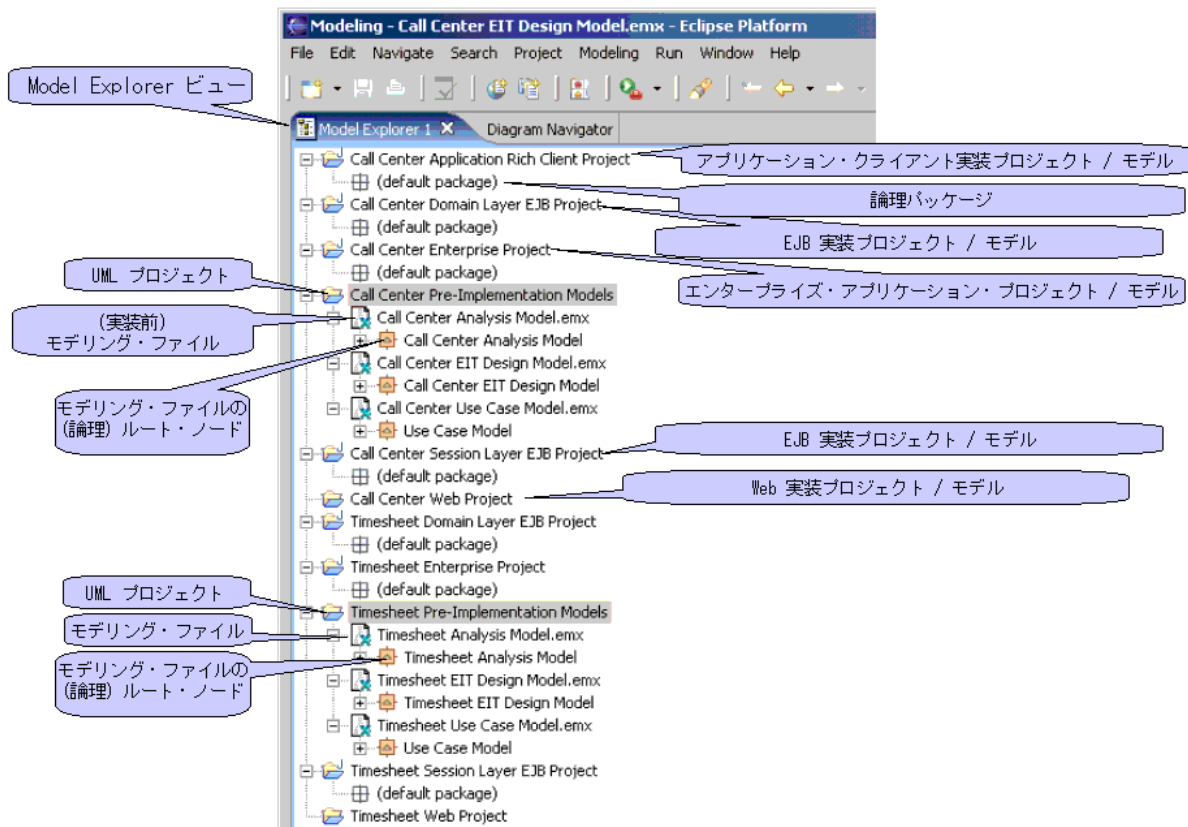 Modeling - Call Center EIT Design Model.emx - Eclipse Platform
File Edit Navigate Search Project Modeling Run Window Help
Model Explorer ビュー
Model Explorer 1 Diagram Navigator
Call Center Application Rich Client Project
アプリケーション・クライアント実装プロジェクト / モデル
(default package)
論理パッケージ
Call Center Domain Layer EJB Project
(default package)
EJB 実装プロジェクト / モデル
Call Center Enterprise Project
(default package)
エンタープライズ・アプリケーション・プロジェクト / モデル
UML プロジェクト
Call Center Pre-Implementation Models
(実装前)
モデリング・ファイル
Call Center Analysis Model.emx
Call Center Analysis Model
Call Center EIT Design Model.emx
Call Center EIT Design Model
モデリング・ファイルの
(論理) ルート・ノード
Call Center Use Case Model.emx
Use Case Model
Call Center Session Layer EJB Project
EJB 実装プロジェクト / モデル
(default package)
Call Center Web Project
Web 実装プロジェクト / モデル
Timesheet Domain Layer EJB Project
(default package)
Timesheet Enterprise Project
(default package)
UML プロジェクト
Timesheet Pre-Implementation Models
モデリング・ファイル
Timesheet Analysis Model.emx
Timesheet Analysis Model
モデリング・ファイルの
(論理) ルート・ノード
Timesheet EIT Design Model.emx
Timesheet EIT Design Model
Timesheet Use Case Model.emx
Use Case Model
Timesheet Session Layer EJB Project
(default package)
Timesheet Web Project